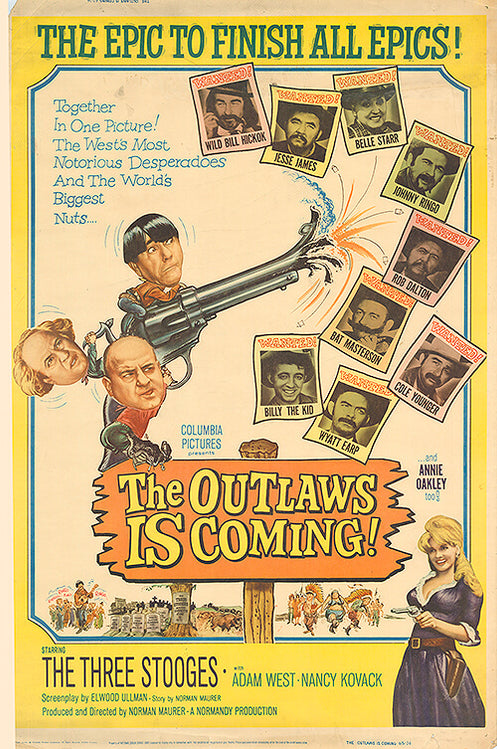 THE EPIC TO FINISH ALL EPICS!
Together
In One Picture!
The West's Most
Notorious Desperadoes
And The World's
Biggest
Nuts....
WANTED!
WILD BILL HICKOK
WANTED!
JESSE JAMES
WANTED!
BELLE STARR
WANTED!
JOHNNY RINGO
WANTED!
ROB DALTON
WANTED!
BAT MASTERSON
WANTED!
COLE YOUNGER
WANTED!
BILLY THE KID
WANTED
WYATT EARP
COLUMBIA
PICTURES
presents
...and
ANNIE
OAKLEY
too!
The OUTLAWS
IS COMING!
STARRING
THE THREE STOOGES · with ADAM WEST · NANCY KOVACK
Screenplay by ELWOOD ULLMAN · Story by NORMAN MAURER
Produced and Directed by NORMAN MAURER · A NORMANDY PRODUCTION
THE OUTLAWS IS COMING 65/24